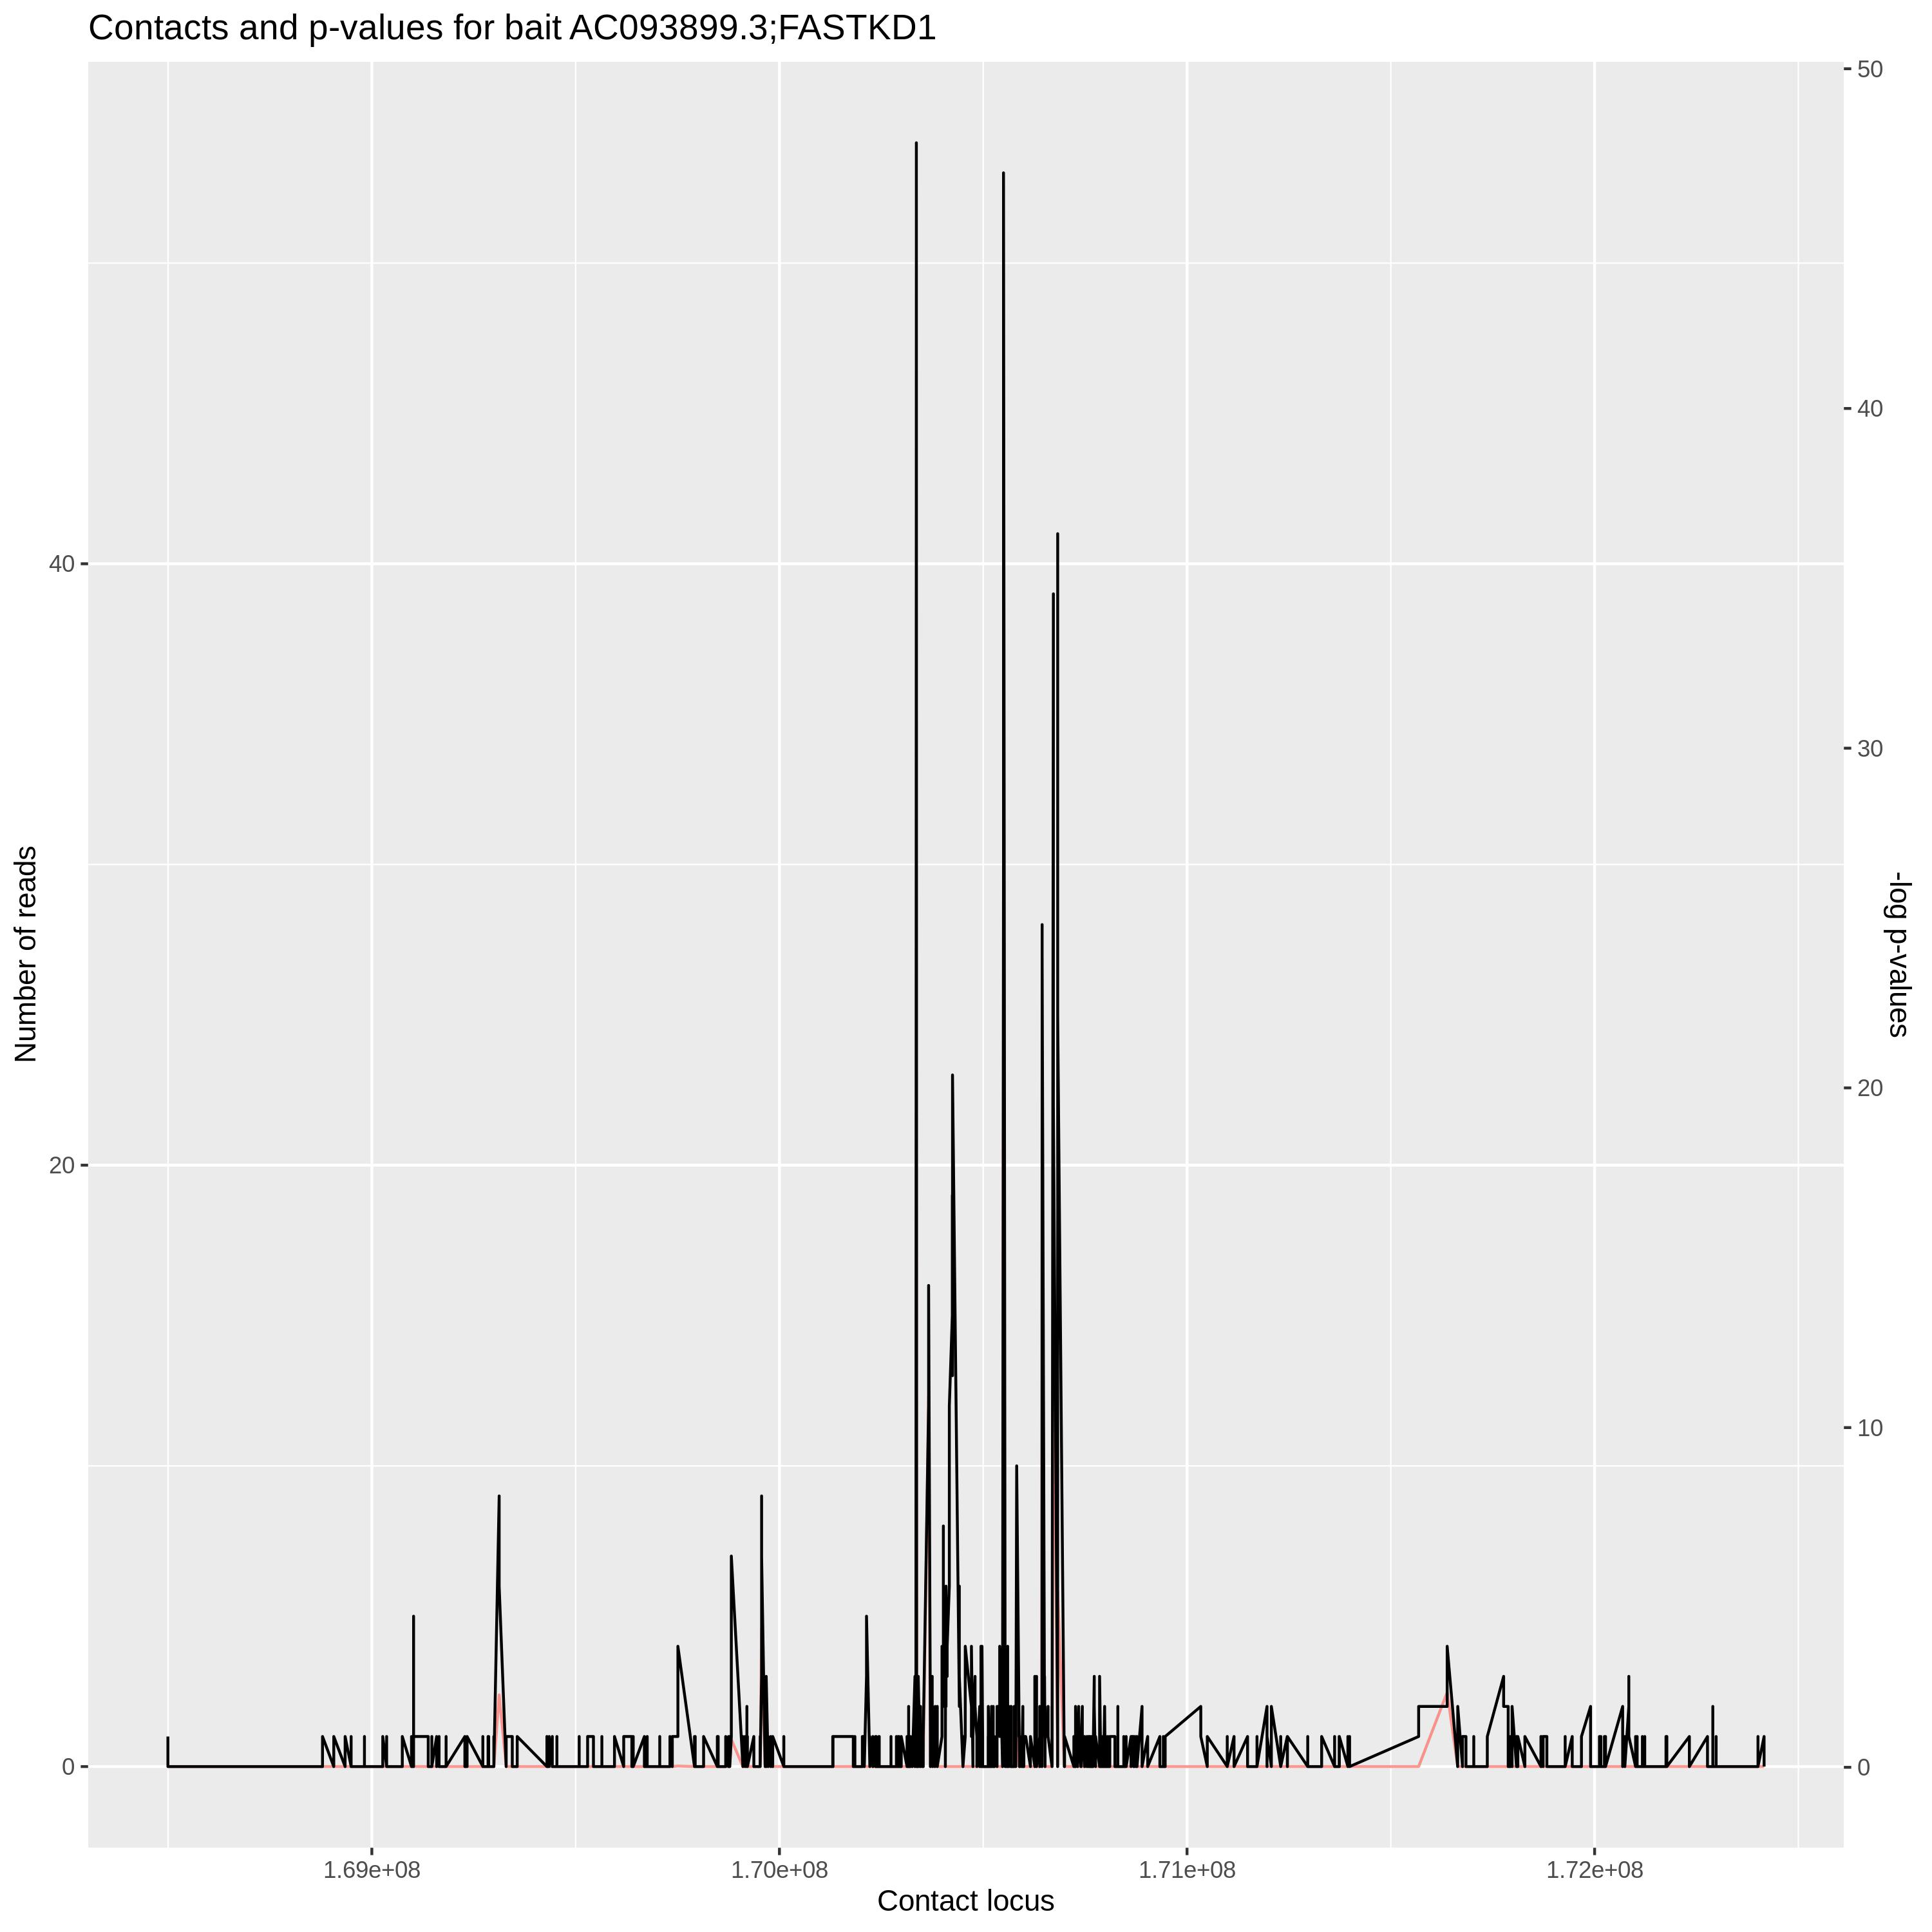 Contacts and p-values for bait AC093899.3;FASTKD1
Number of reads
40
20
0
50
40
30
20
10
0
-log p-values
1.69e+08
1.70e+08
1.71e+08
1.72e+08
Contact locus